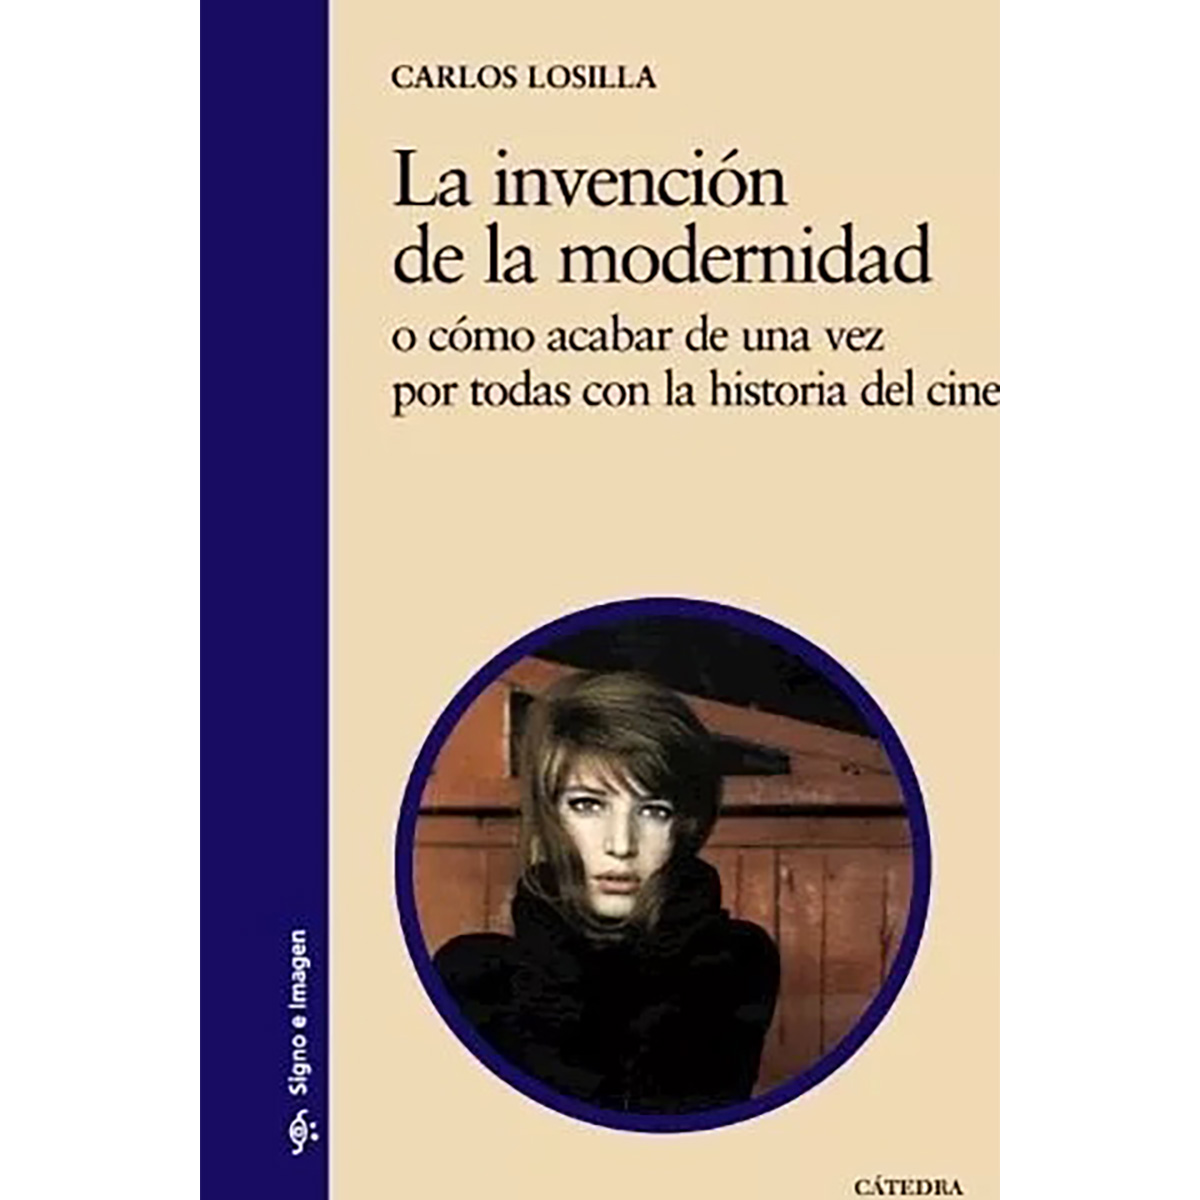 CARLOS LOSILLA
La invención
de la modernidad
o cómo acabar de una vez
por todas con la historia del cine
Signo e Imagen
CÁTEDRA